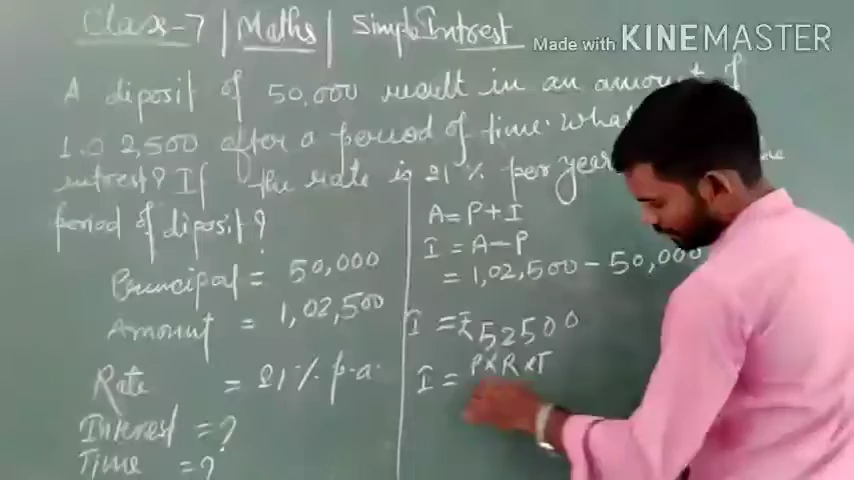 Class-7 | Maths | Simple Intrest
Made with KINEMASTER
A diposit of 50,000 result in an amount of
1,02,500 after a period of time. What
intrest? If the rate is 21% per year
period of diposit?
Principal = 50,000
Amount = 1,02,500
Rate = 21% p.a.
Interest = ?
Time = ?
A = P + I
I = A - P
= 1,02,500 - 50,000
I = ₹52500
I = P×R×T